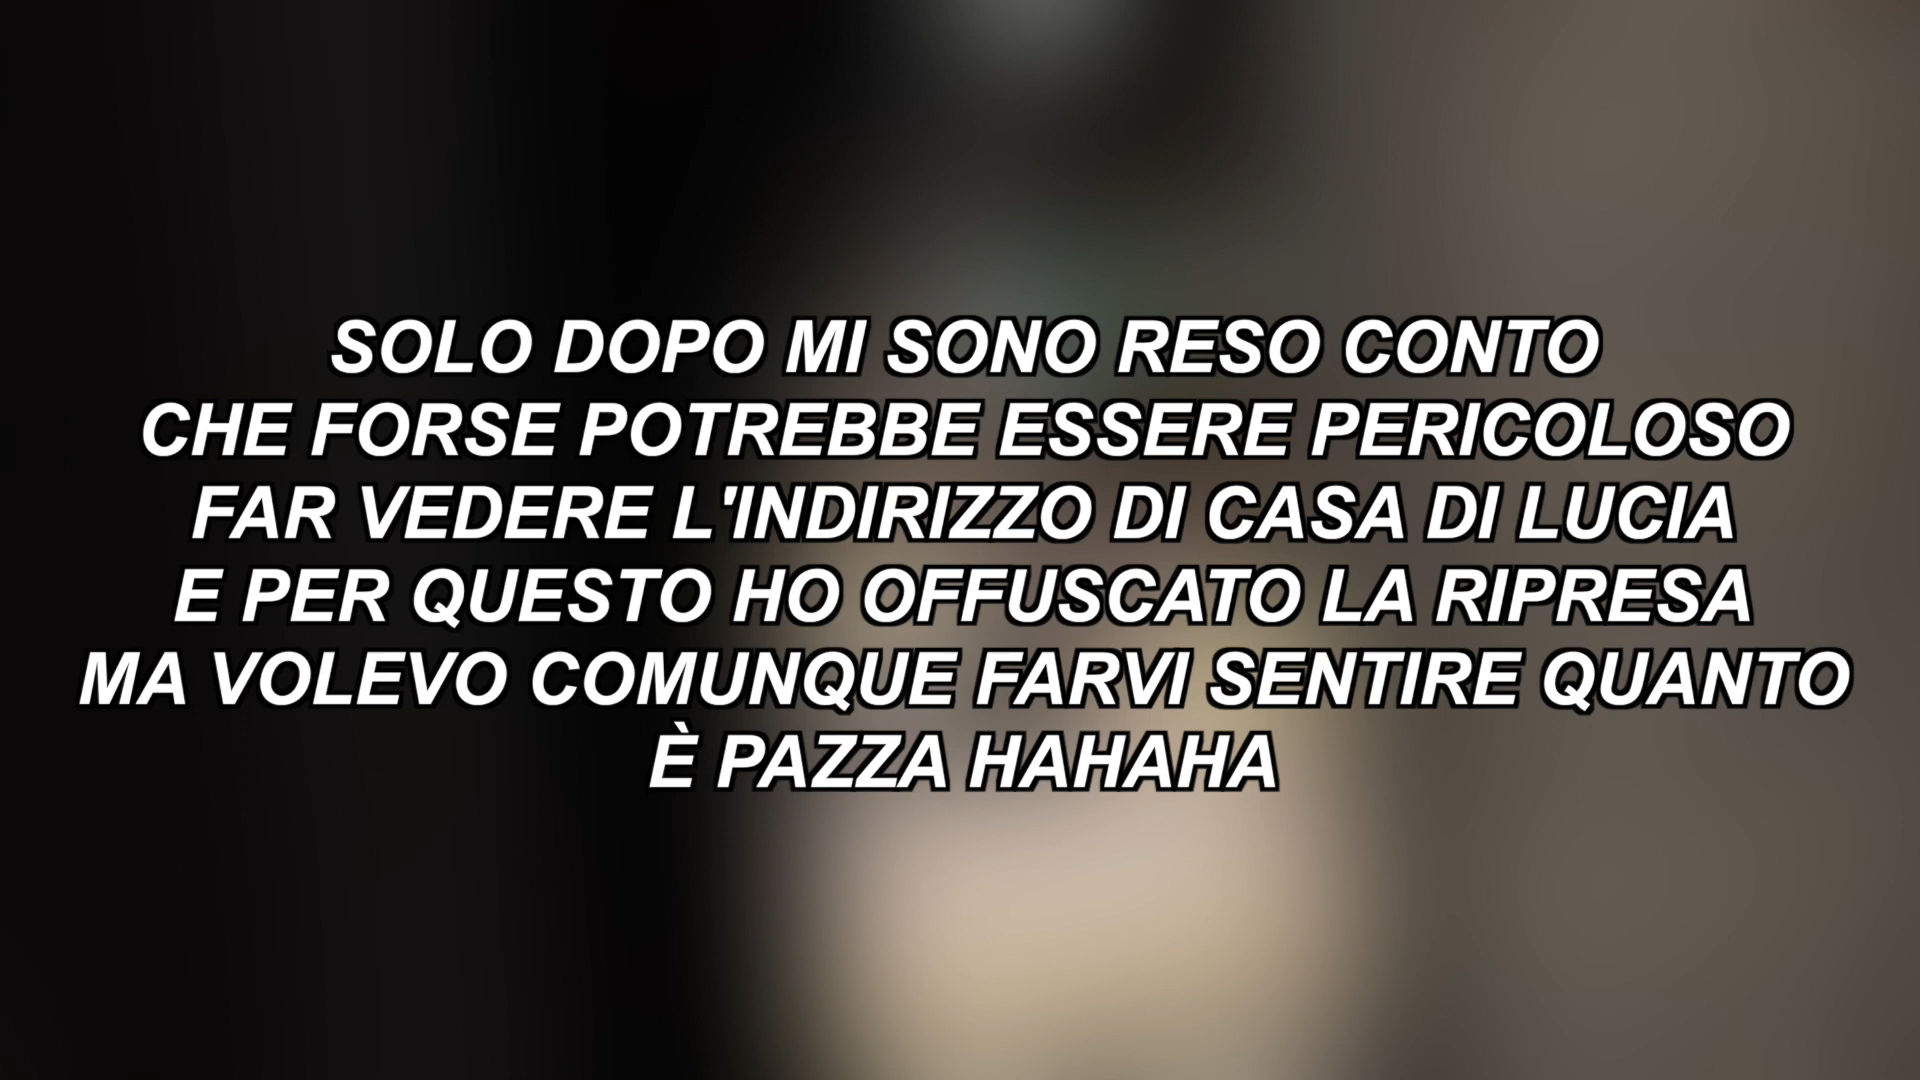 SOLO DOPO MI SONO RESO CONTO
CHE FORSE POTREBBE ESSERE PERICOLOSO
FAR VEDERE L'INDIRIZZO DI CASA DI LUCIA
E PER QUESTO HO OFFUSCATO LA RIPRESA
MA VOLEVO COMUNQUE FARVI SENTIRE QUANTO
È PAZZA HAHAHA